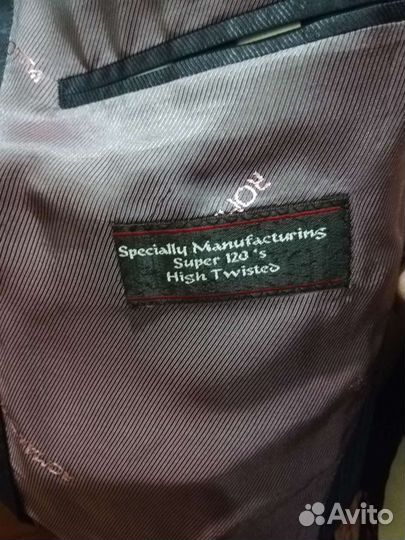 Specially Manufacturing
Super 120's
High Twisted
Avito